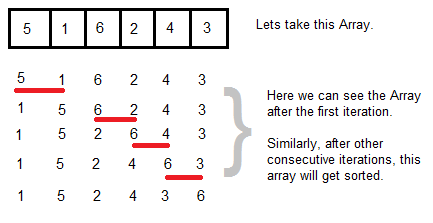 5 1 6 2 4 3
Lets take this Array.
5 1 6 2 4 3
1 5 6 2 4 3
1 5 2 6 4 3
1 5 2 4 6 3
1 5 2 4 3 6
Here we can see the Array
after the first iteration.
Similarly, after other
consecutive iterations, this
array will get sorted.